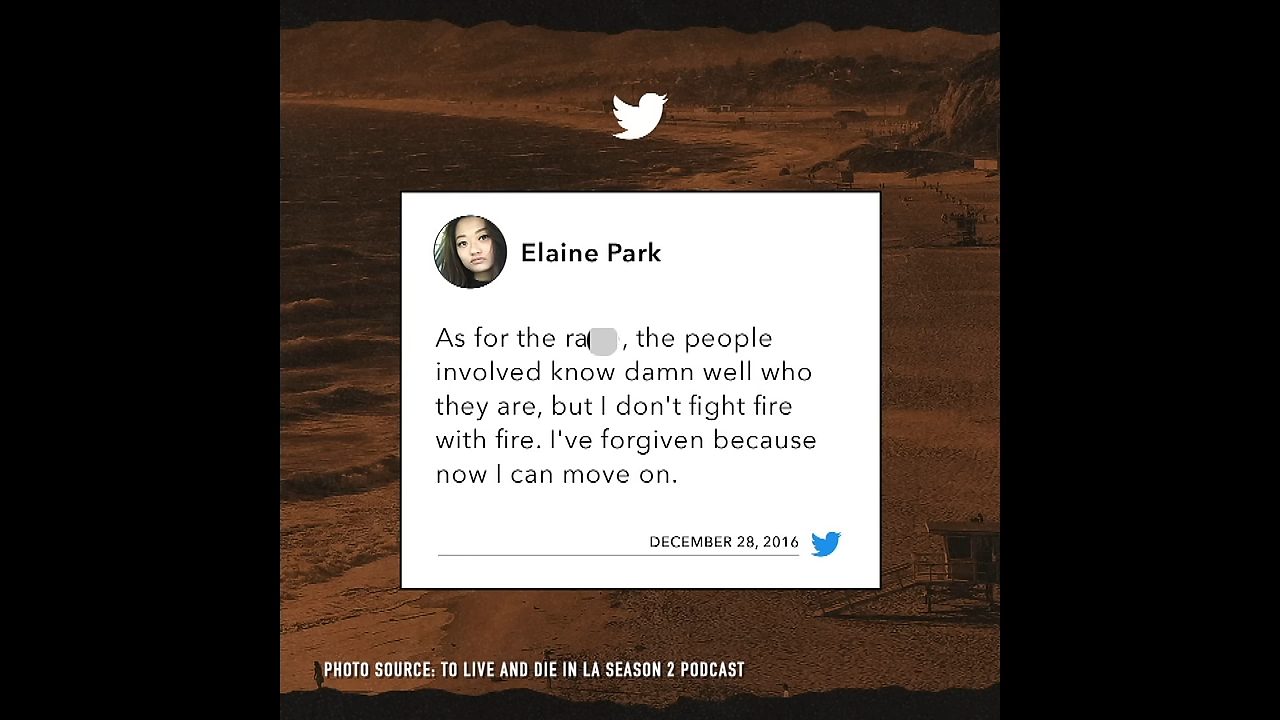 Elaine Park
As for the ra , the people
involved know damn well who
they are, but I don't fight fire
with fire. I've forgiven because
now I can move on.
DECEMBER 28, 2016
PHOTO SOURCE: TO LIVE AND DIE IN LA SEASON 2 PODCAST